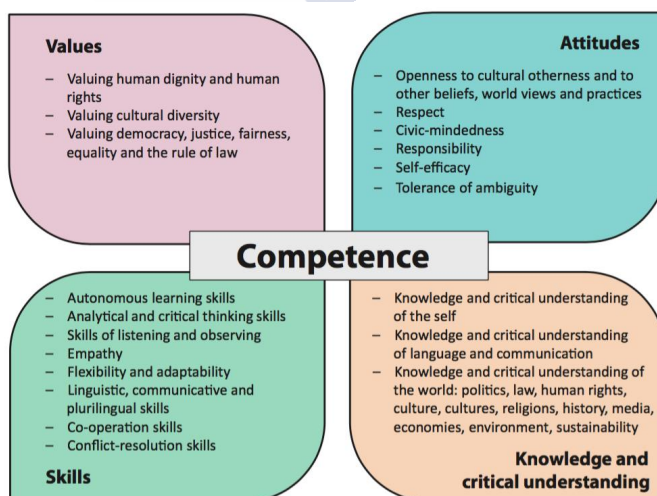 Values
– Valuing human dignity and human
rights
– Valuing cultural diversity
– Valuing democracy, justice, fairness,
equality and the rule of law
Attitudes
– Openness to cultural otherness and to
other beliefs, world views and practices
– Respect
– Civic-mindedness
– Responsibility
– Self-efficacy
– Tolerance of ambiguity
Competence
– Autonomous learning skills
– Analytical and critical thinking skills
– Skills of listening and observing
– Empathy
– Flexibility and adaptability
– Linguistic, communicative and
plurilingual skills
– Co-operation skills
– Conflict-resolution skills
Skills
– Knowledge and critical understanding
of the self
– Knowledge and critical understanding
of language and communication
– Knowledge and critical understanding of
the world: politics, law, human rights,
culture, cultures, religions, history, media,
economies, environment, sustainability
Knowledge and
critical understanding